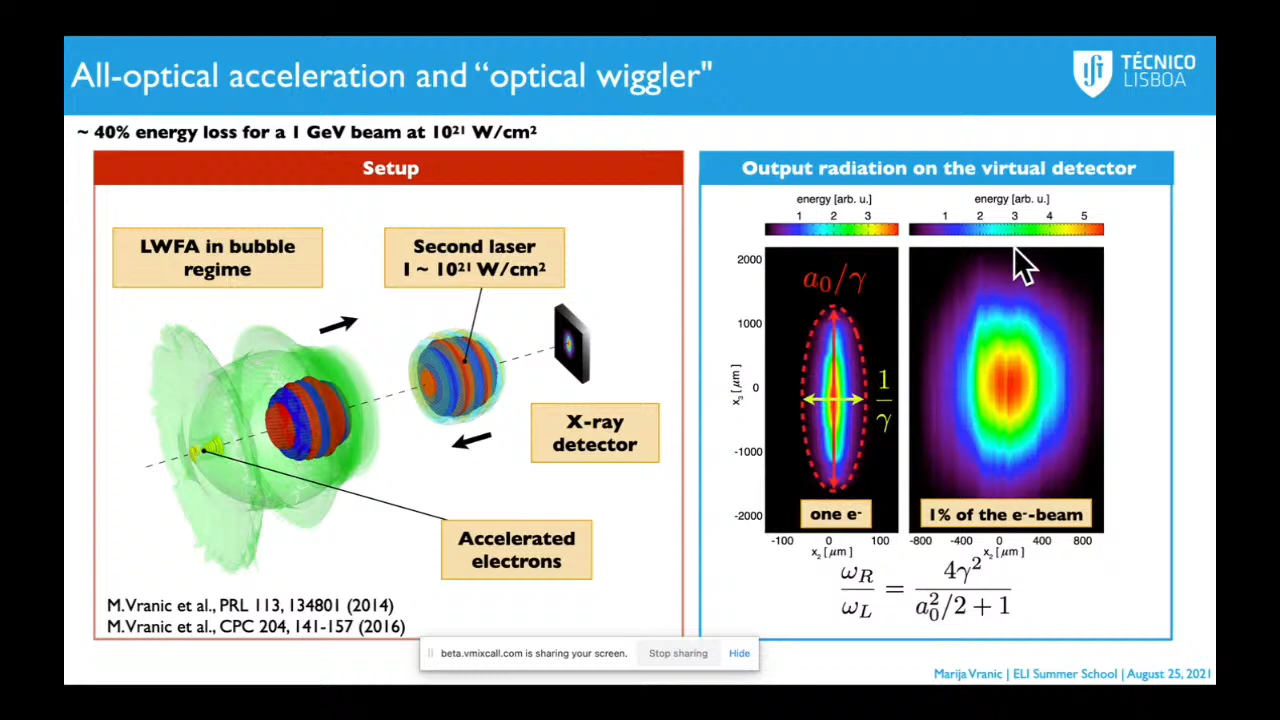 All-optical acceleration and “optical wiggler"
TÉCNICO
LISBOA
~ 40% energy loss for a 1 GeV beam at 10²¹ W/cm²
Setup
LWFA in bubble
regime
Second laser
I ~ 10²¹ W/cm²
X-ray
detector
Accelerated
electrons
M.Vranic et al., PRL 113, 134801 (2014)
M.Vranic et al., CPC 204, 141-157 (2016)
Output radiation on the virtual detector
energy [arb. u.]
1 2 3
energy [arb. u.]
1 2 3 4 5
2000
1000
0
-1000
-2000
x₃ [μm]
a₀/γ
1/γ
one e⁻
1% of the e⁻-beam
-100 0 100
x₂ [μm]
-800 -400 0 400 800
x₂ [μm]
ω_R/ω_L = 4γ²/(a₀²/2 + 1)
beta.vmixcall.com is sharing your screen.
Stop sharing
Hide
Marija Vranic | ELI Summer School | August 25, 2021